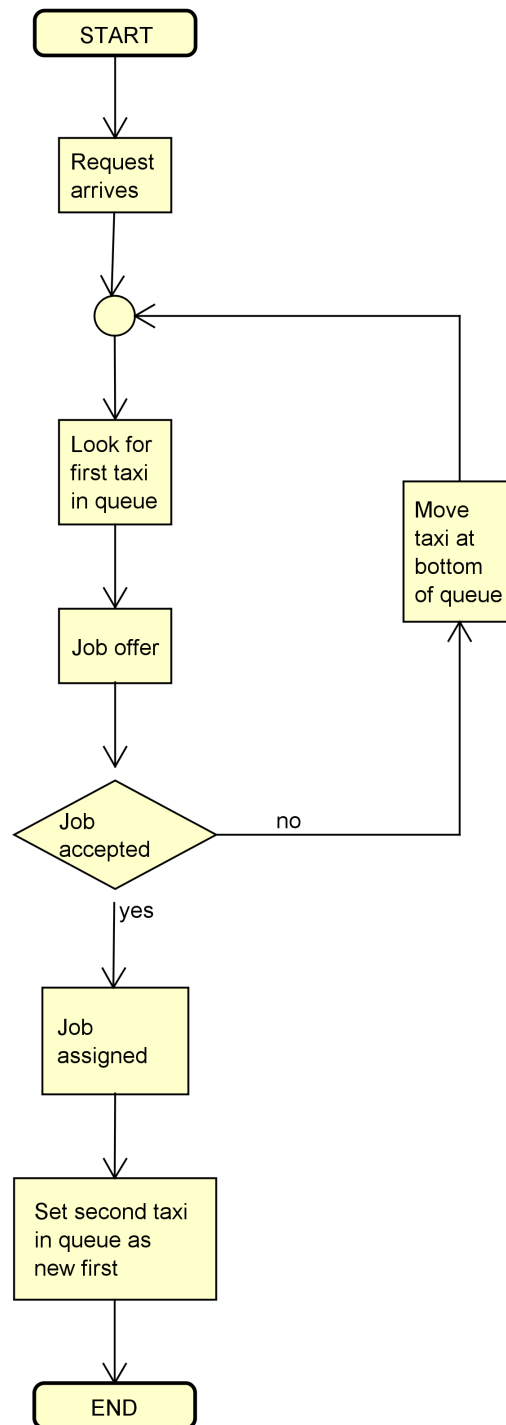 START
Request
arrives
Look for
first taxi
in queue
Move
taxi at
bottom
of queue
Job offer
Job
accepted
no
yes
Job
assigned
Set second taxi
in queue as
new first
END